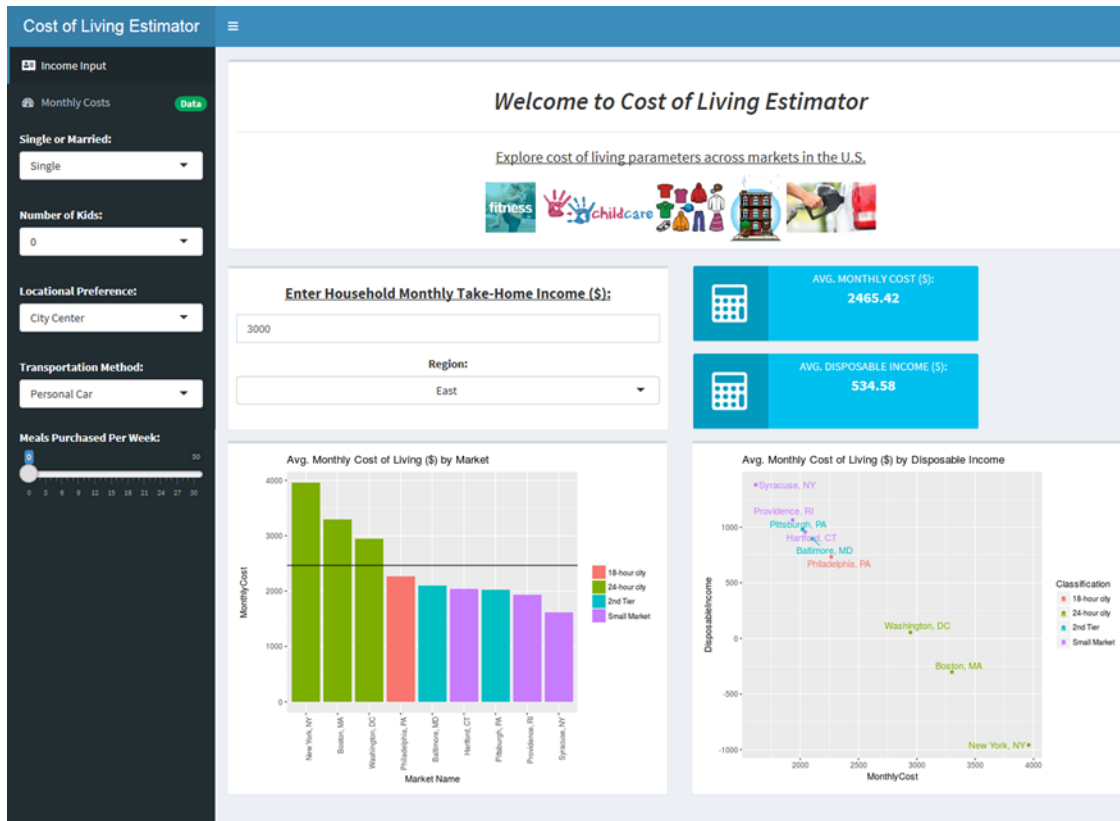 Cost of Living Estimator
Income Input
Monthly Costs Data
Single or Married:
Single
Number of Kids:
0
Locational Preference:
City Center
Transportation Method:
Personal Car
Meals Purchased Per Week:
0 30
0 3 6 9 12 15 18 21 24 27 30
Welcome to Cost of Living Estimator
Explore cost of living parameters across markets in the U.S.
fitness
childcare
Enter Household Monthly Take-Home Income ($):
3000
Region:
East
AVG. MONTHLY COST ($):
2465.42
AVG. DISPOSABLE INCOME ($):
534.58
Avg. Monthly Cost of Living ($) by Market
4000
3000
2000
1000
0
MonthlyCost
New York, NY
Boston, MA
Washington, DC
Philadelphia, PA
Baltimore, MD
Hartford, CT
Pittsburgh, PA
Providence, RI
Syracuse, NY
Market Name
18-hour city
24-hour city
2nd Tier
Small Market
Avg. Monthly Cost of Living ($) by Disposable Income
1000
500
0
-500
-1000
DisposableIncome
Syracuse, NY
Providence, RI
Pittsburgh, PA
Hartford, CT
Baltimore, MD
Philadelphia, PA
Washington, DC
Boston, MA
New York, NY
2000 2500 3000 3500 4000
MonthlyCost
Classification
18-hour city
24-hour city
2nd Tier
Small Market